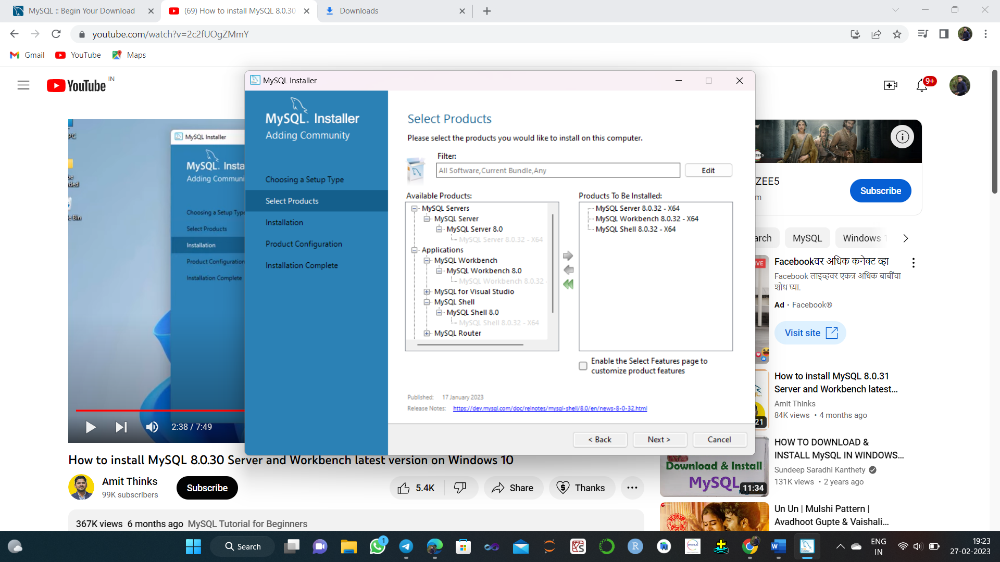 MySQL :: Begin Your Download
(69) How to install MySQL 8.0.30
Downloads
youtube.com/watch?v=2c2fUOgZMmY
Gmail
YouTube
Maps
YouTube IN
9+
MySQL Installer
MySQL. Installer
Adding Community
Choosing a Setup Type
Select Products
Installation
Product Configuration
Installation Complete
Select Products
Please select the products you would like to install on this computer.
Filter:
All Software,Current Bundle,Any
Edit
Available Products:
MySQL Servers
MySQL Server
MySQL Server 8.0
MySQL Server 8.0.32 - X64
Applications
MySQL Workbench
MySQL Workbench 8.0
MySQL Workbench 8.0.32 -
MySQL for Visual Studio
MySQL Shell
MySQL Shell 8.0
MySQL Shell 8.0.32 - X64
MySQL Router
Products To Be Installed:
MySQL Server 8.0.32 - X64
MySQL Workbench 8.0.32 - X64
MySQL Shell 8.0.32 - X64
Enable the Select Features page to
customize product features
Published: 17 January 2023
Release Notes: https://dev.mysql.com/doc/relnotes/mysql-shell/8.0/en/news-8-0-32.html
< Back
Next >
Cancel
PC
MySQL Installer
MySQL. Insta
Adding Communi
Choosing a Setup Type
Select Products
Installation
Product Configuration
Installation Complete
2:38 / 7:49
How to install MySQL 8.0.30 Server and Workbench latest version on Windows 10
Amit Thinks
99K subscribers
Subscribe
5.4K
Share
Thanks
367K views 6 months ago MySQL Tutorial for Beginners
ZEE5
ZEE5
m
Subscribe
arch
MySQL
Windows 1
Facebookवर अधिक कनेक्ट व्हा
Facebook लाइव्हवर एकत्र अधिक बाबींचा
शोध घ्या.
Ad · Facebook®
Visit site
How to install MySQL 8.0.31
Server and Workbench latest...
Amit Thinks
84K views • 4 months ago
21
HOW TO DOWNLOAD &
INSTALL MySQL IN WINDOWS...
Sundeep Saradhi Kanthety
131K views • 2 years ago
Download & Install
MySQL
11:34
Un Un | Mulshi Pattern |
Avadhoot Gupte & Vaishali...
Search
1
ENG
IN
19:23
27-02-2023